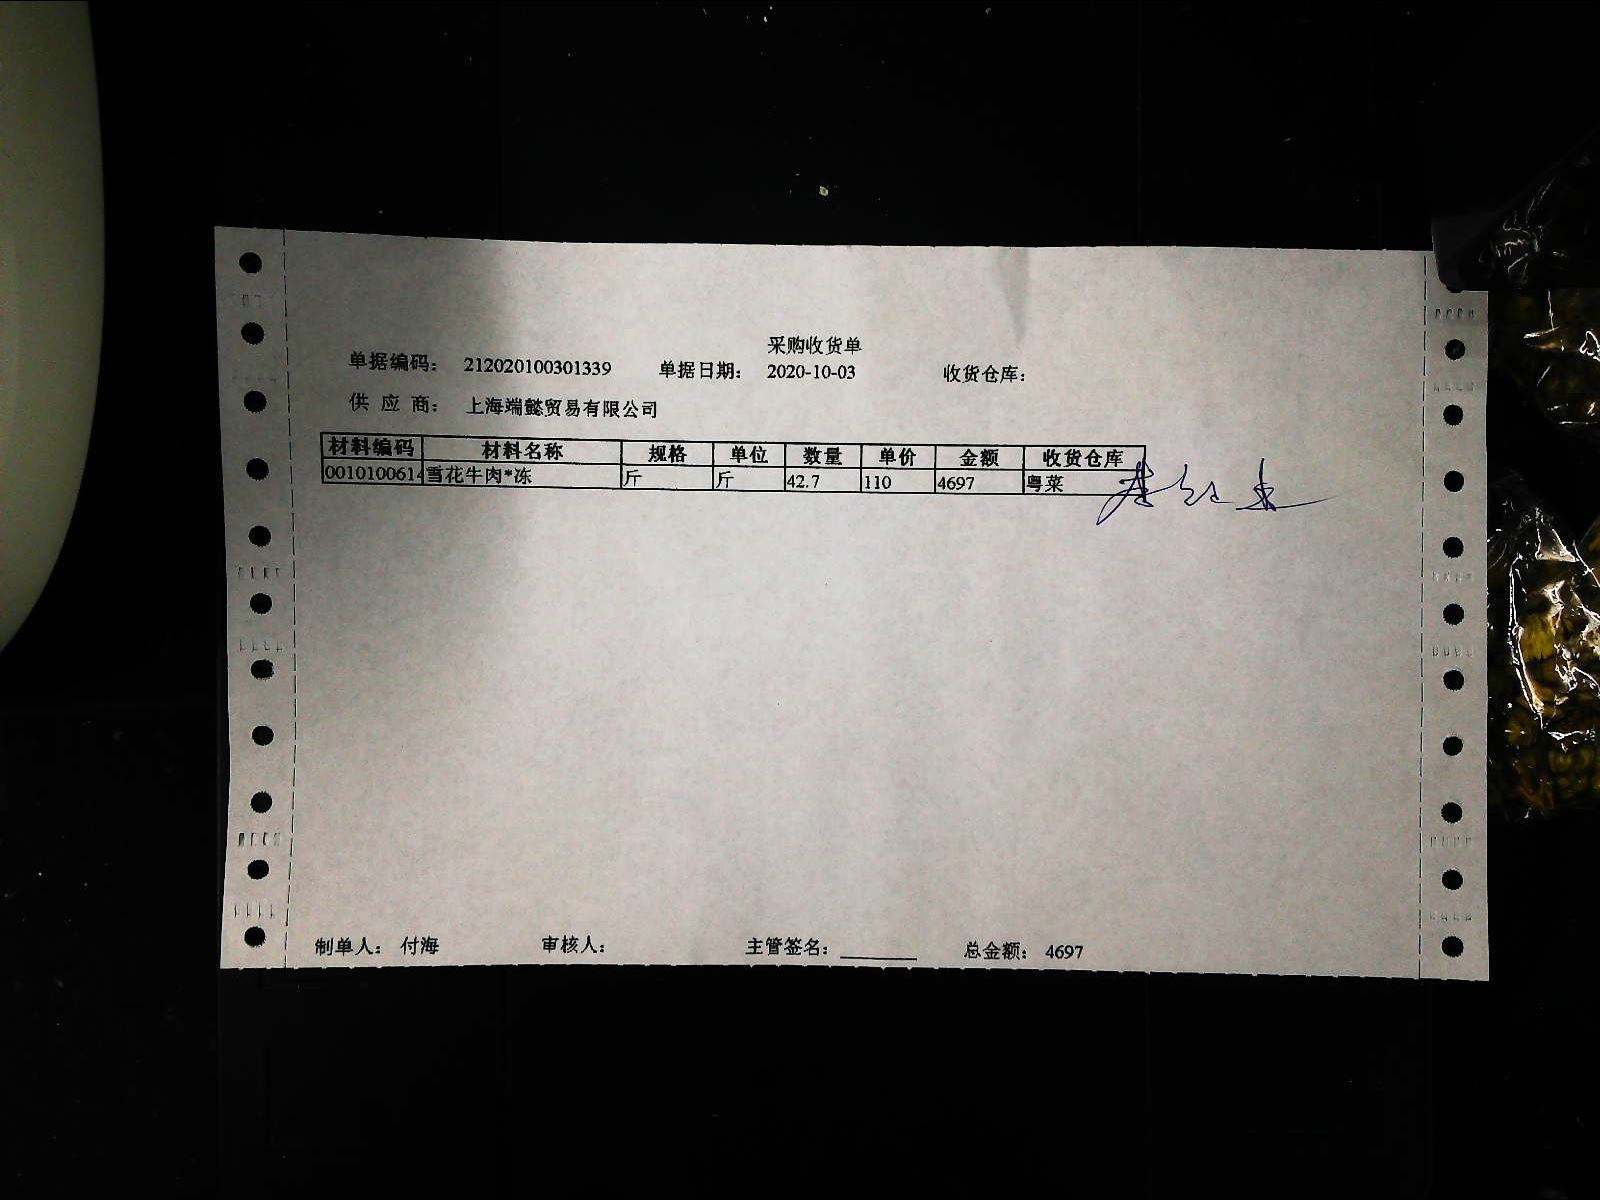 采购收货单
单据编码： 212020100301339 单据日期： 2020-10-03 收货仓库：
供 应 商： 上海端懿贸易有限公司
材料编码 材料名称 规格 单位 数量 单价 金额 收货仓库
0010100614 雪花牛肉*冻 斤 斤 42.7 110 4697 粤菜
制单人： 付海 审核人： 主管签名： 总金额： 4697